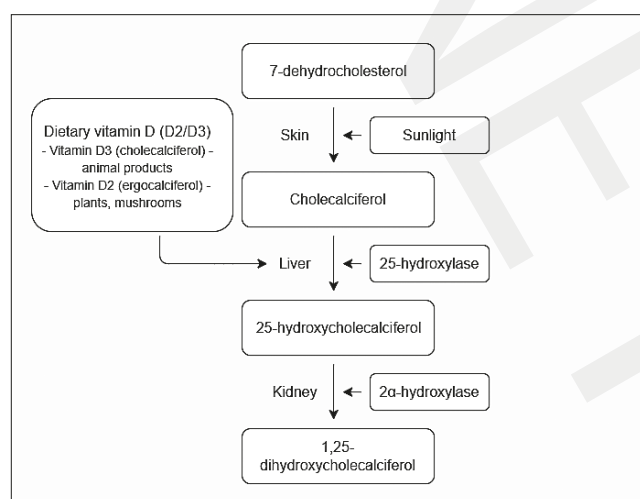 7-dehydrocholesterol
Skin
Sunlight
Dietary vitamin D (D2/D3)
- Vitamin D3 (cholecalciferol) -
animal products
- Vitamin D2 (ergocalciferol) -
plants, mushrooms
Cholecalciferol
Liver
25-hydroxylase
25-hydroxycholecalciferol
Kidney
2α-hydroxylase
1,25-
dihydroxycholecalciferol